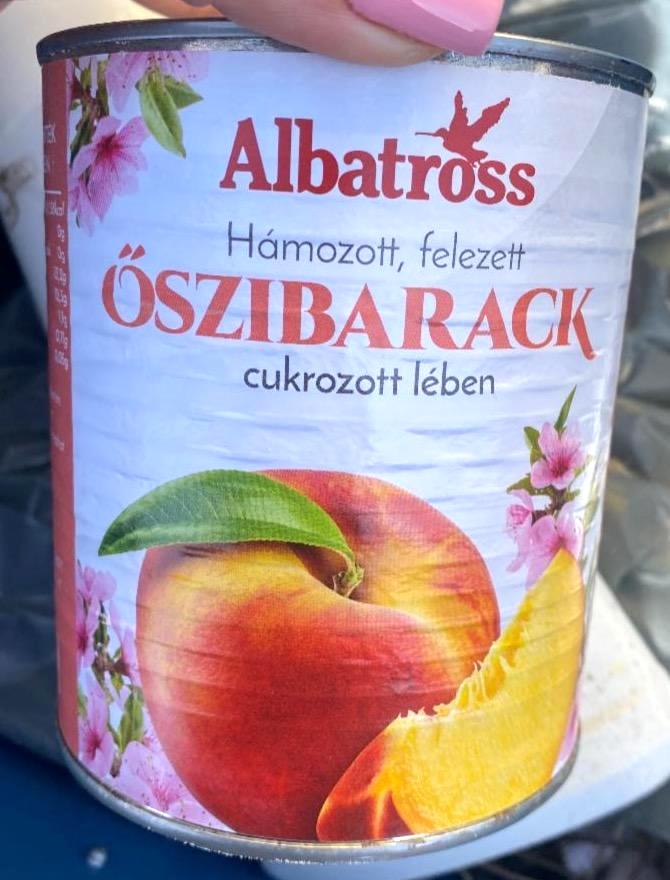 Albatross
Hámozott, felezett
ŐSZIBARACK
cukrozott lében